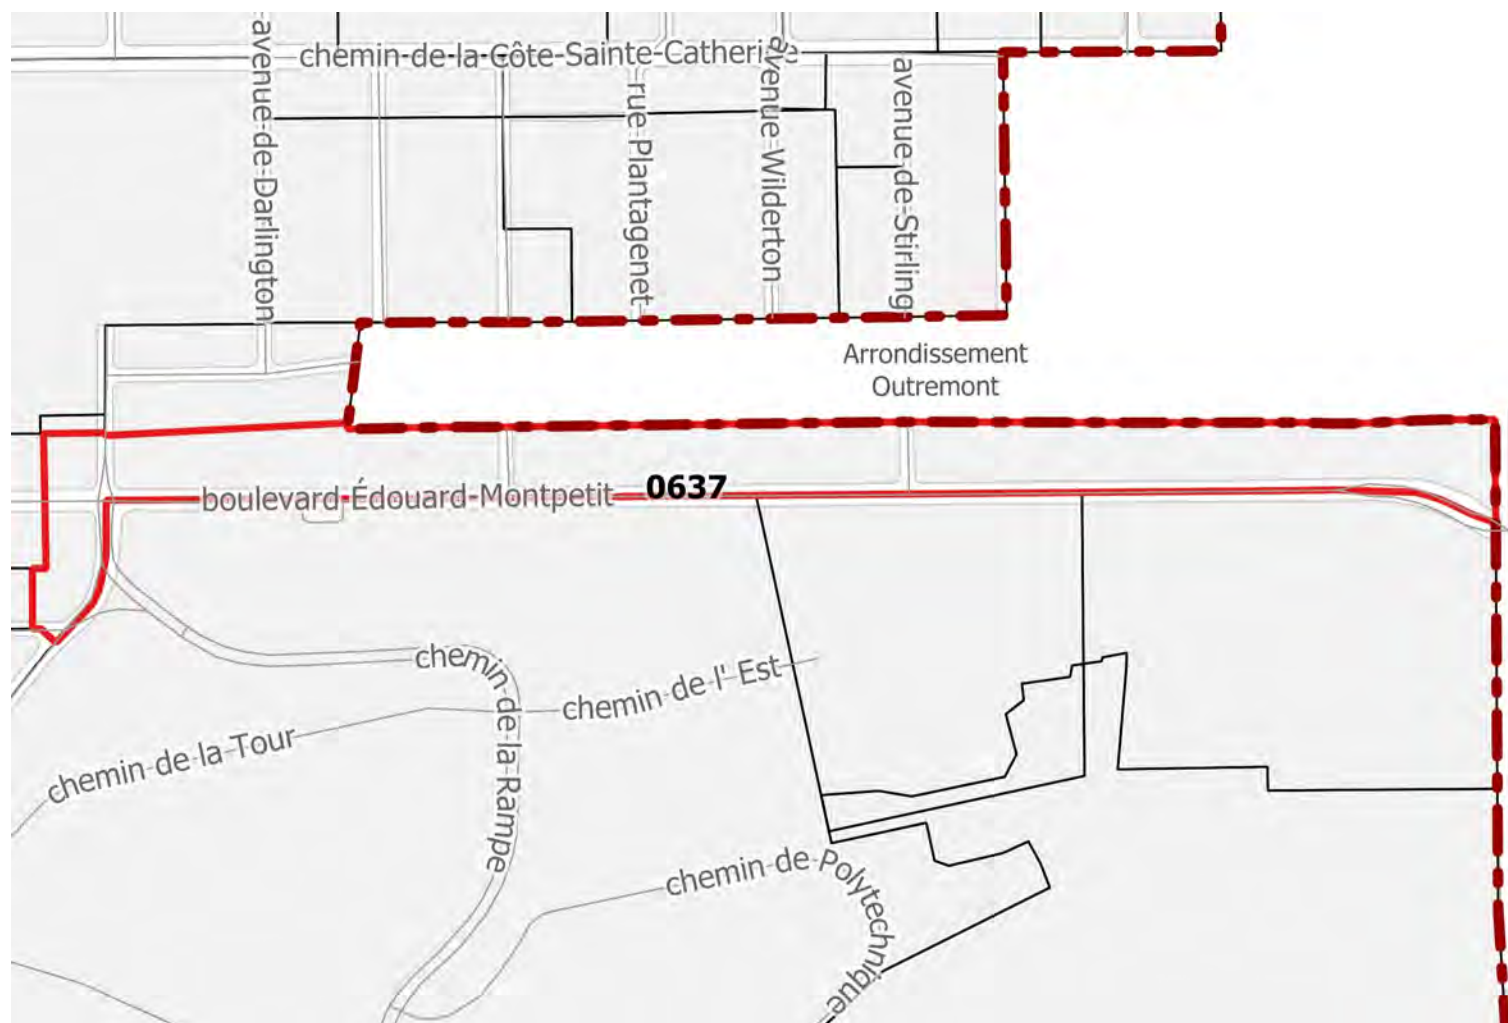 chemin-de-la-Côte-Sainte-Catherine
avenue-de-Darlington
rue-Plantagenet
avenue-Wilderton
avenue-de-Stirling
Arrondissement
Outremont
0637
boulevard-Édouard-Montpetit
chemin-de-la-Rampe
chemin-de-l' Est
chemin-de-la-Tour
chemin-de-Polytechnique